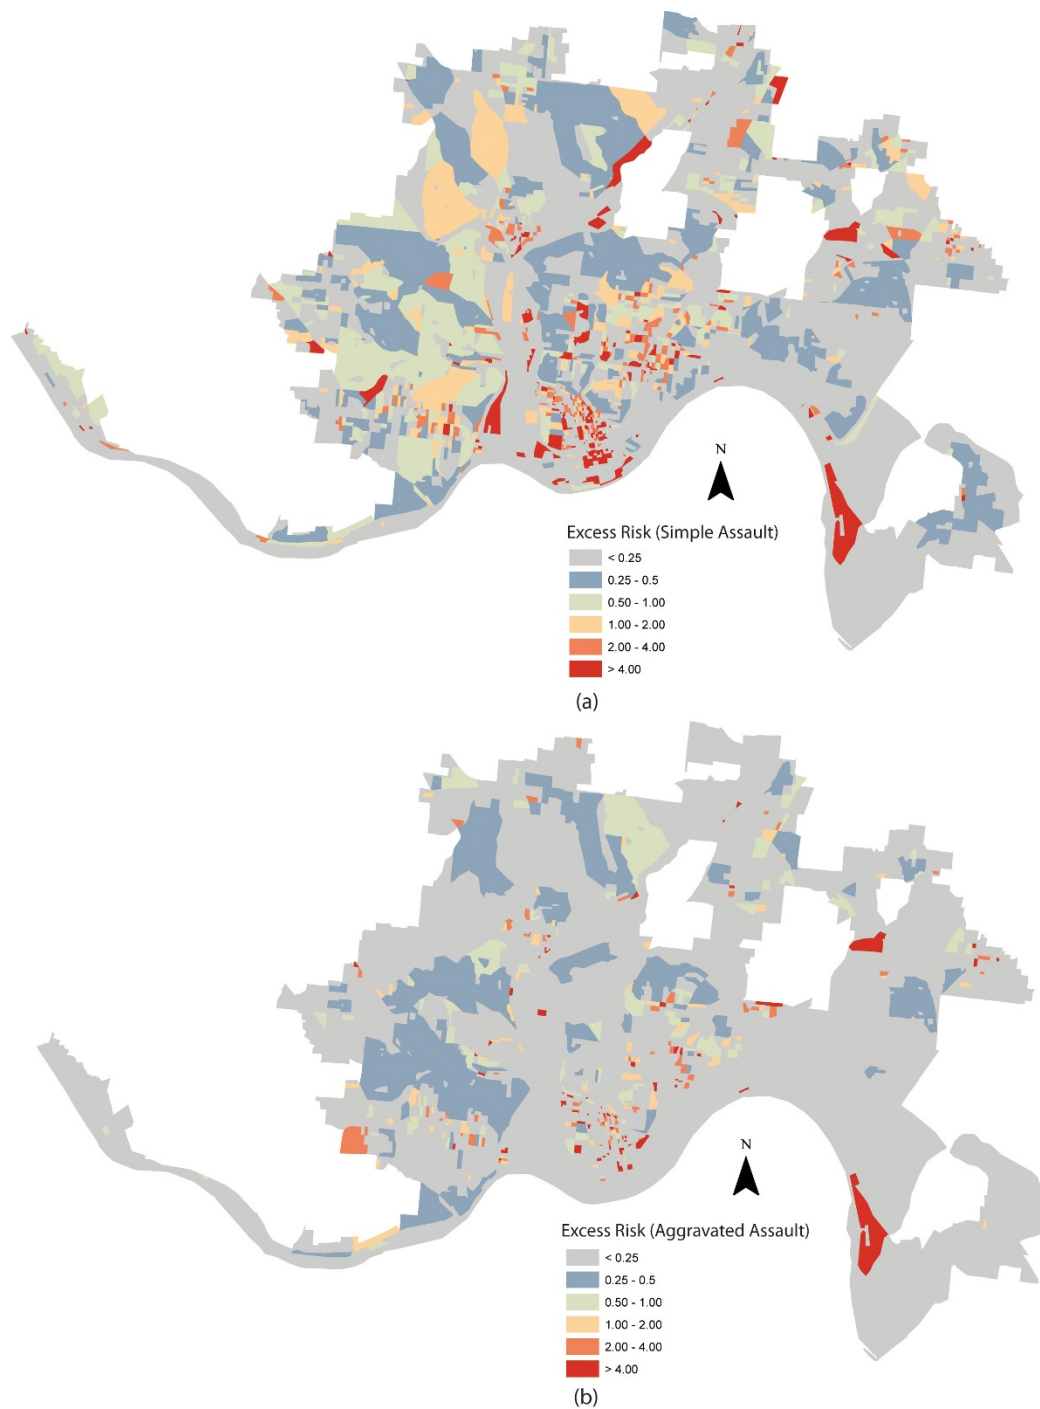 N
Excess Risk (Simple Assault)
< 0.25
0.25 - 0.5
0.50 - 1.00
1.00 - 2.00
2.00 - 4.00
> 4.00
(a)
N
Excess Risk (Aggravated Assault)
< 0.25
0.25 - 0.5
0.50 - 1.00
1.00 - 2.00
2.00 - 4.00
> 4.00
(b)